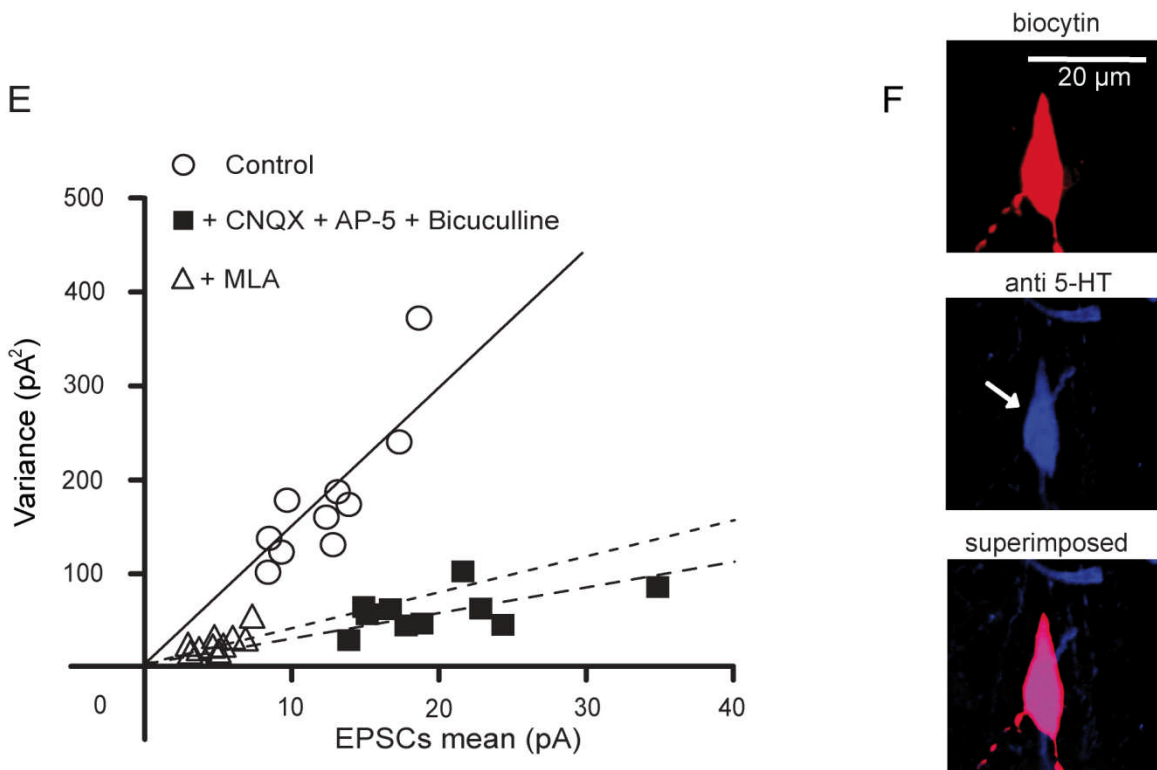 E
Control
+ CNQX + AP-5 + Bicuculline
+ MLA
Variance (pA²)
500
400
300
200
100
0
10
20
30
40
EPSCs mean (pA)
F
biocytin
20 µm
anti 5-HT
superimposed